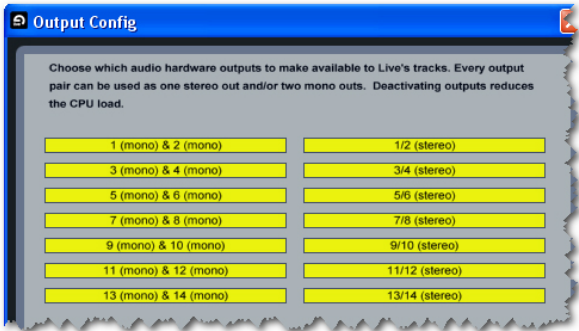 Output Config
Choose which audio hardware outputs to make available to Live's tracks. Every output
pair can be used as one stereo out and/or two mono outs. Deactivating outputs reduces
the CPU load.
1 (mono) & 2 (mono) 1/2 (stereo)
3 (mono) & 4 (mono) 3/4 (stereo)
5 (mono) & 6 (mono) 5/6 (stereo)
7 (mono) & 8 (mono) 7/8 (stereo)
9 (mono) & 10 (mono) 9/10 (stereo)
11 (mono) & 12 (mono) 11/12 (stereo)
13 (mono) & 14 (mono) 13/14 (stereo)